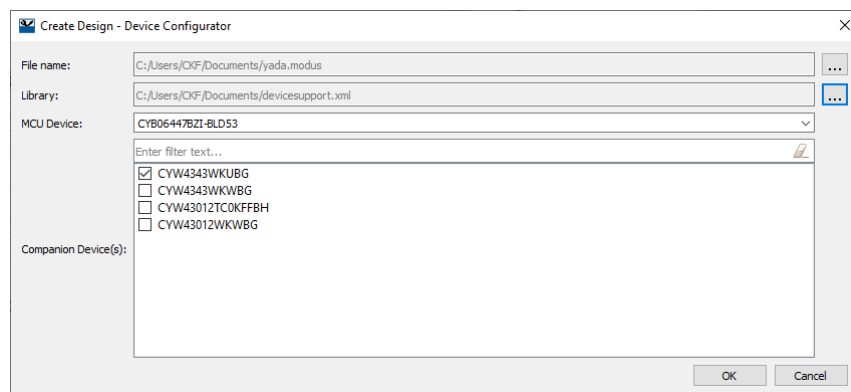 Create Design - Device Configurator
File name:
C:/Users/CKF/Documents/yada.modus
...
Library:
C:/Users/CKF/Documents/devicesupport.xml
...
MCU Device:
CYB06447BZI-BLD53
Enter filter text...
CYW4343WKUBG
CYW4343WKWBG
CYW43012TC0KFFBH
CYW43012WKWBG
Companion Device(s):
OK
Cancel